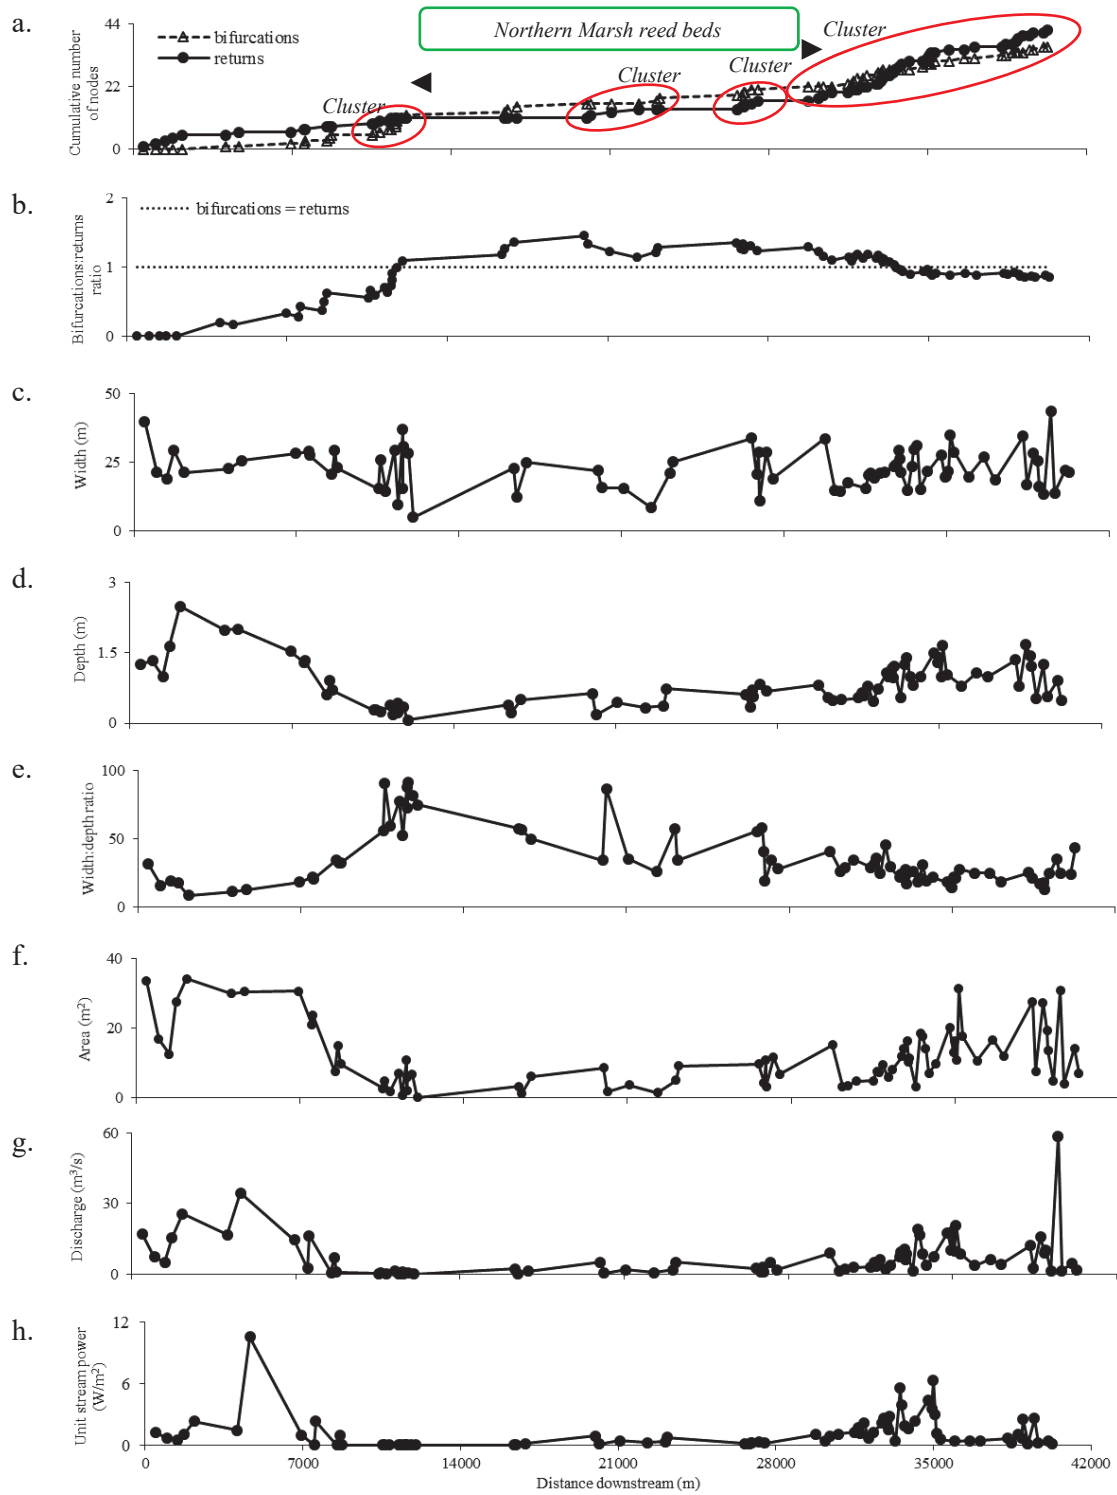 a.
44
22
0
Cumulative number
of nodes
bifurcations
returns
Northern Marsh reed beds
Cluster
Cluster
Cluster
Cluster
b.
2
1
0
Bifurcations:returns
ratio
bifurcations = returns
c.
50
25
0
Width (m)
d.
3
1.5
0
Depth (m)
e.
100
50
0
Width:depth ratio
f.
40
20
0
Area (m²)
g.
60
30
0
Discharge (m³/s)
h.
12
6
0
Unit stream power
(W/m²)
0 7000 14000 21000 28000 35000 42000
Distance downstream (m)